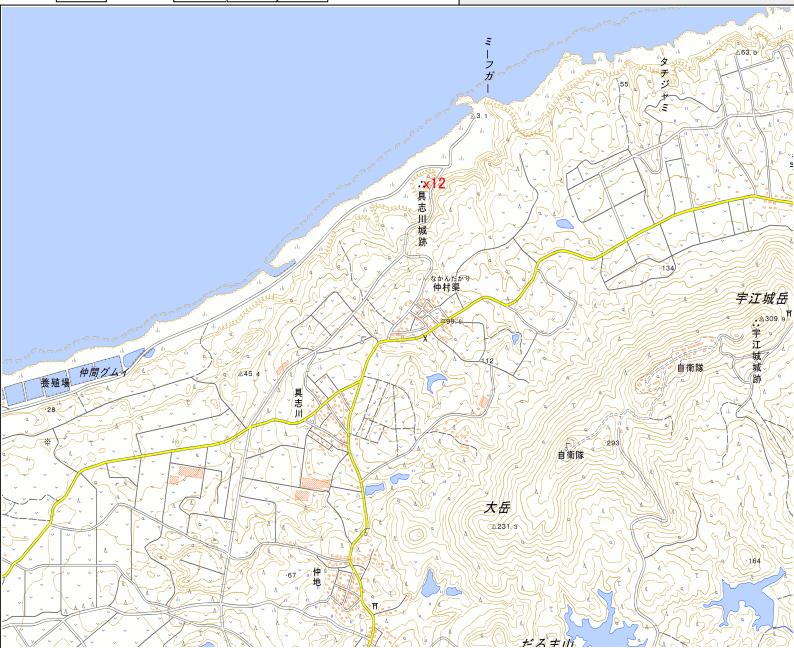 ミーフガー
タチジャミ
63.0
55
3.1
x12
具志川城跡
134
なかんだかり
仲村渠
99.6
宇江城岳
309.9
宇江城城跡
自衛隊
112
仲間グムイ
養殖場
45.4
具志川
28
293
自衛隊
大岳
231.3
164
67
仲地
だるま山